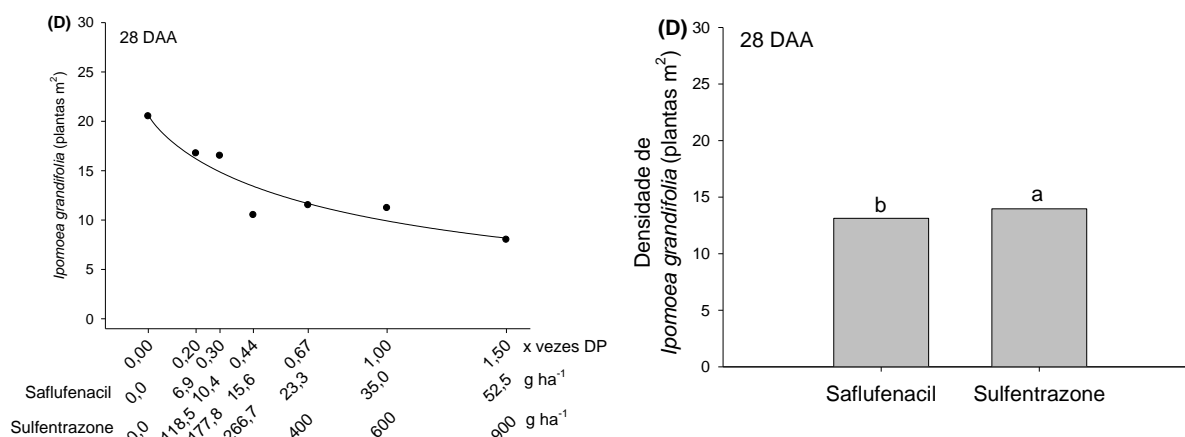 (D)
28 DAA
Ipomoea grandifolia (plantas m²)
30
25
20
15
10
5
0
0,00 0,20 0,30 0,44 0,67 1,00 1,50 x vezes DP
Saflufenacil 0,0 6,9 10,4 15,6 23,3 35,0 52,5 g ha⁻¹
Sulfentrazone 0,0 118,5 177,8 266,7 400 600 900 g ha⁻¹
(D)
28 DAA
Densidade de
Ipomoea grandifolia (plantas m²)
30
25
20
15
10
5
0
b a
Saflufenacil Sulfentrazone